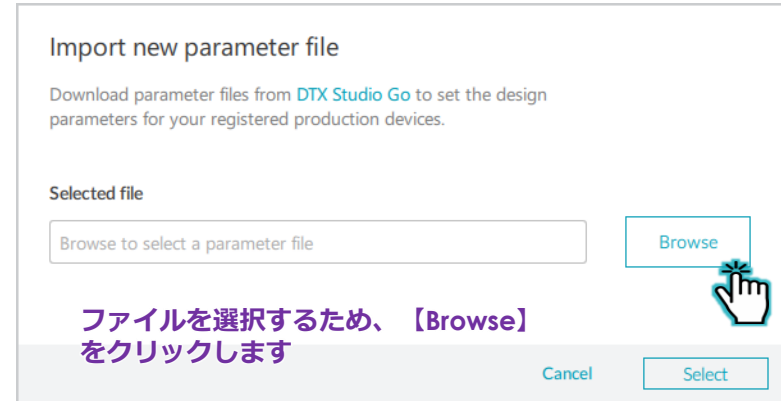 Import new parameter file
Download parameter files from DTX Studio Go to set the design
parameters for your registered production devices.
Selected file
Browse to select a parameter file
Browse
ファイルを選択するため、【Browse】
をクリックします
Cancel
Select